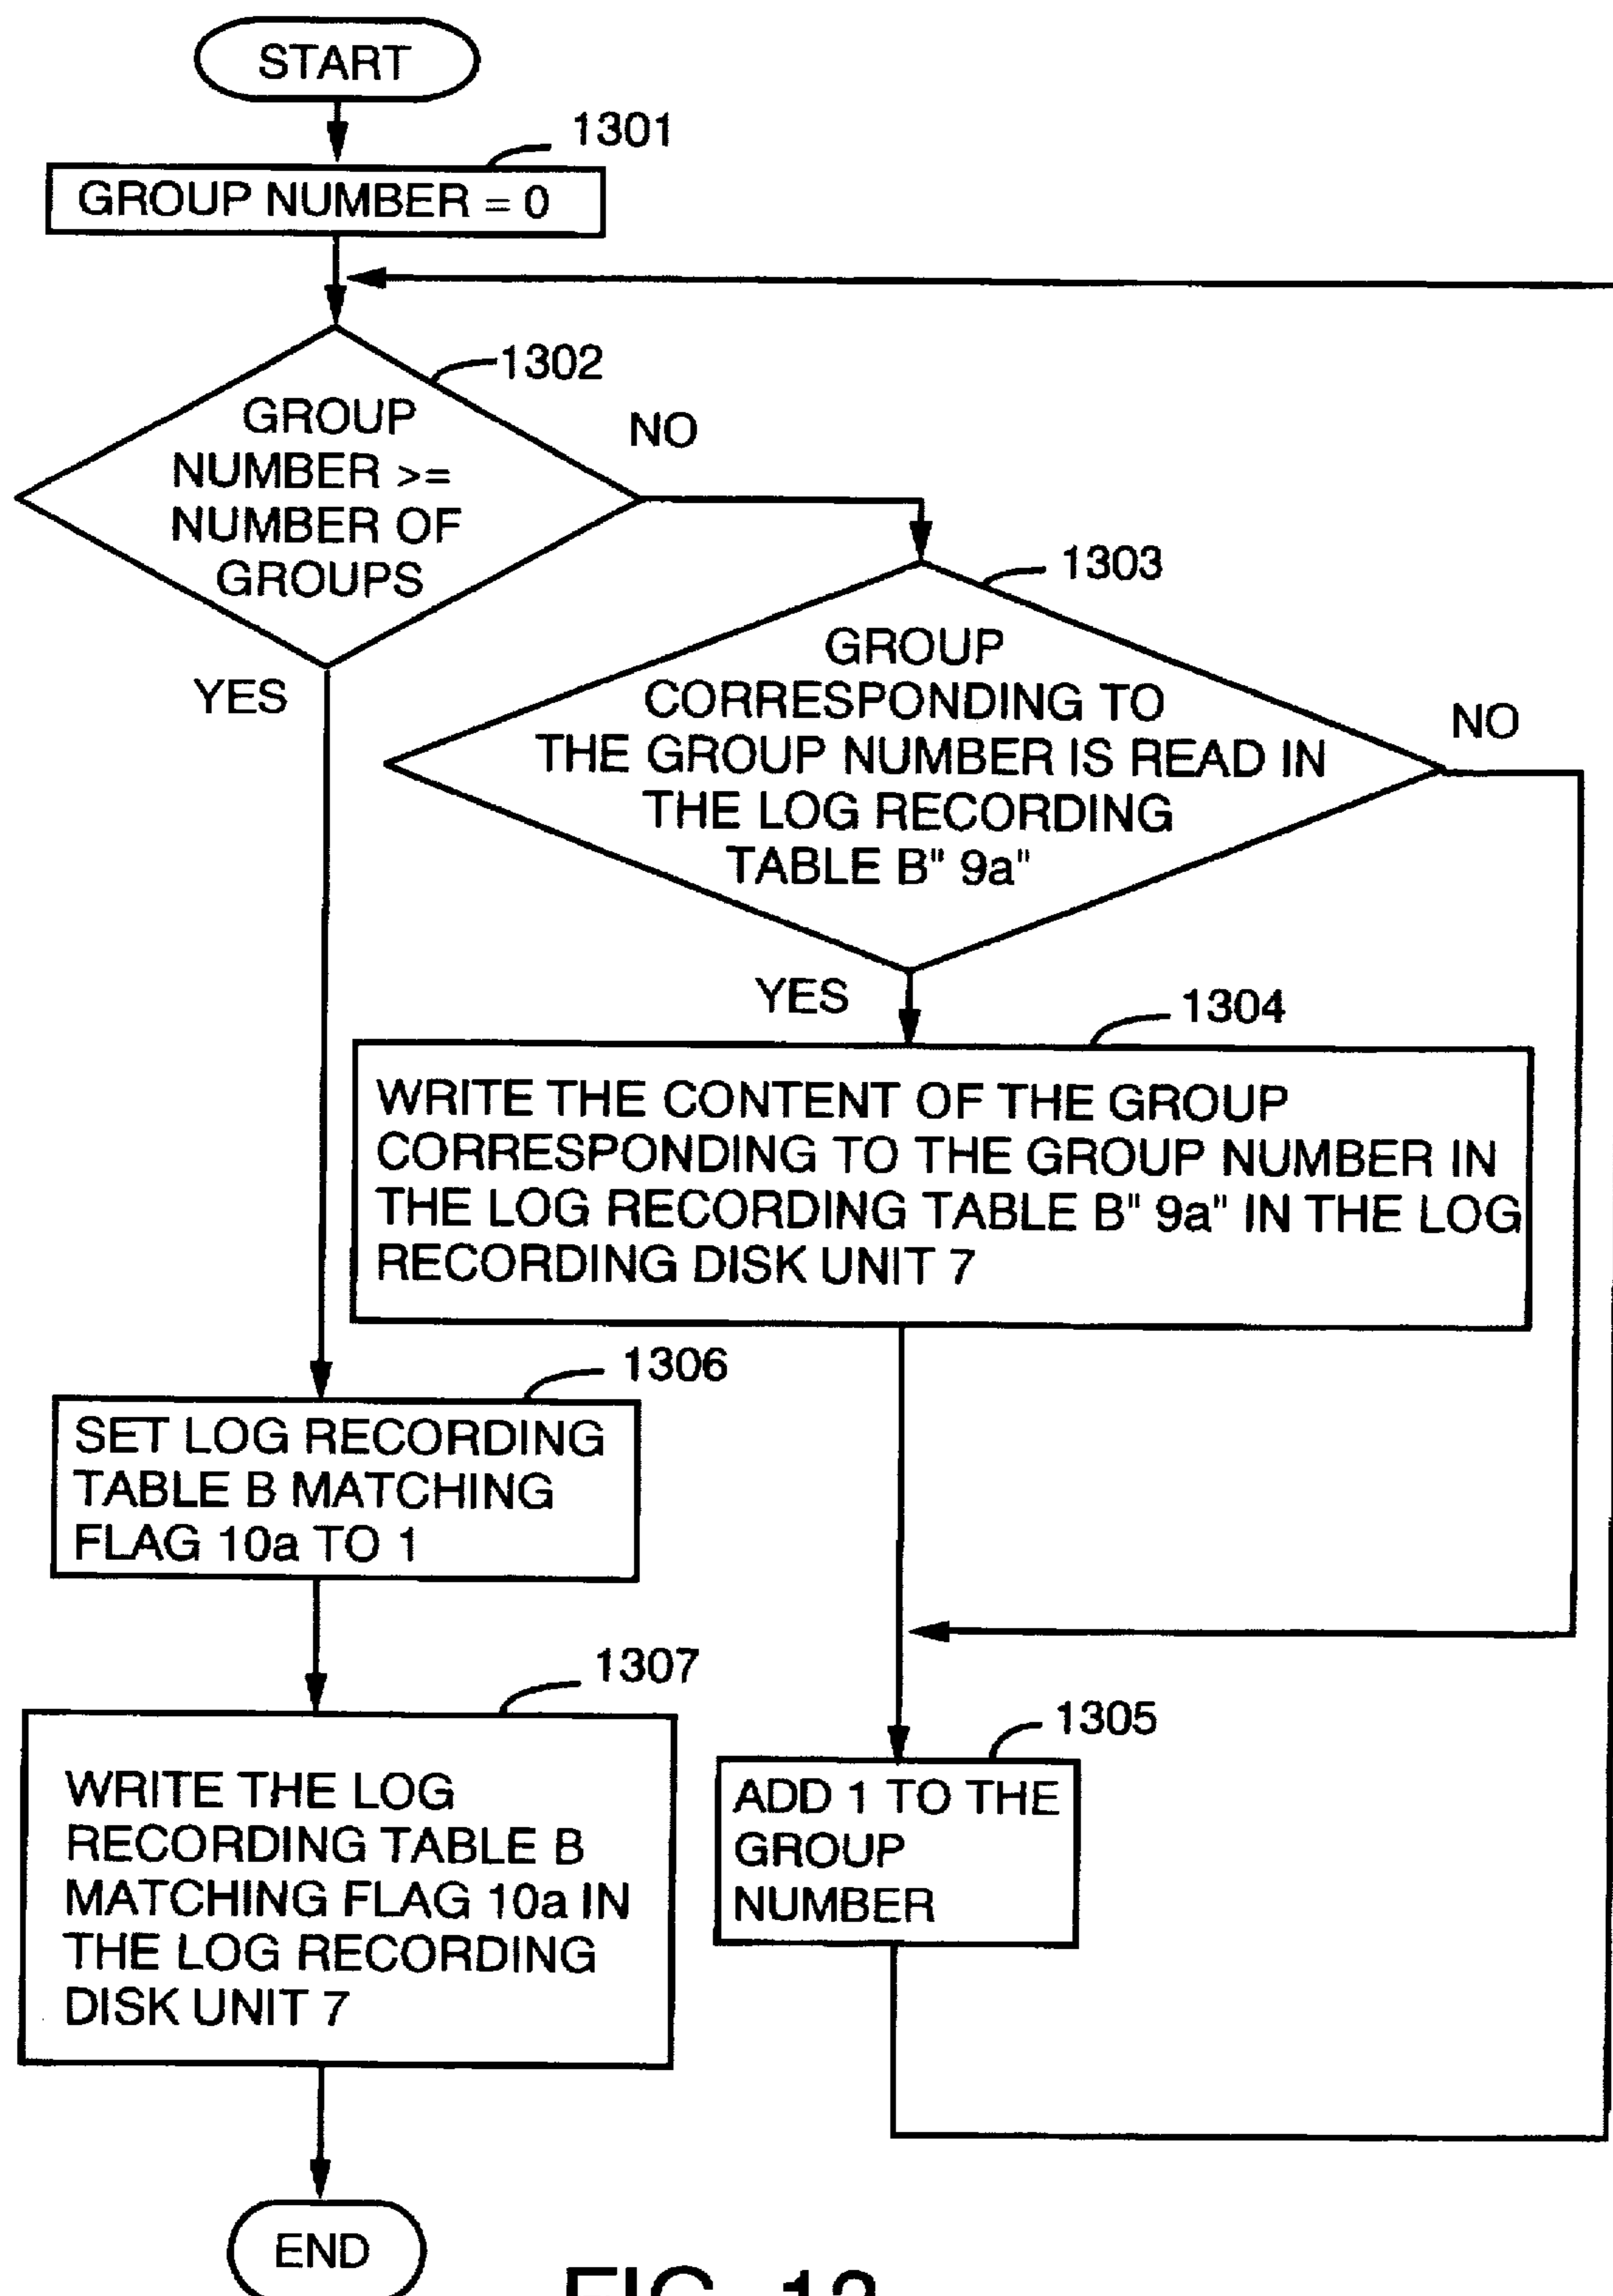 START
1301
GROUP NUMBER = 0
1302
GROUP
NUMBER >=
NUMBER OF
GROUPS
NO
YES
1303
GROUP
CORRESPONDING TO
THE GROUP NUMBER IS READ IN
THE LOG RECORDING
TABLE B" 9a"
NO
YES
1304
WRITE THE CONTENT OF THE GROUP
CORRESPONDING TO THE GROUP NUMBER IN
THE LOG RECORDING TABLE B" 9a" IN THE LOG
RECORDING DISK UNIT 7
1306
SET LOG RECORDING
TABLE B MATCHING
FLAG 10a TO 1
1307
WRITE THE LOG
RECORDING TABLE B
MATCHING FLAG 10a IN
THE LOG RECORDING
DISK UNIT 7
1305
ADD 1 TO THE
GROUP
NUMBER
END
FIG.